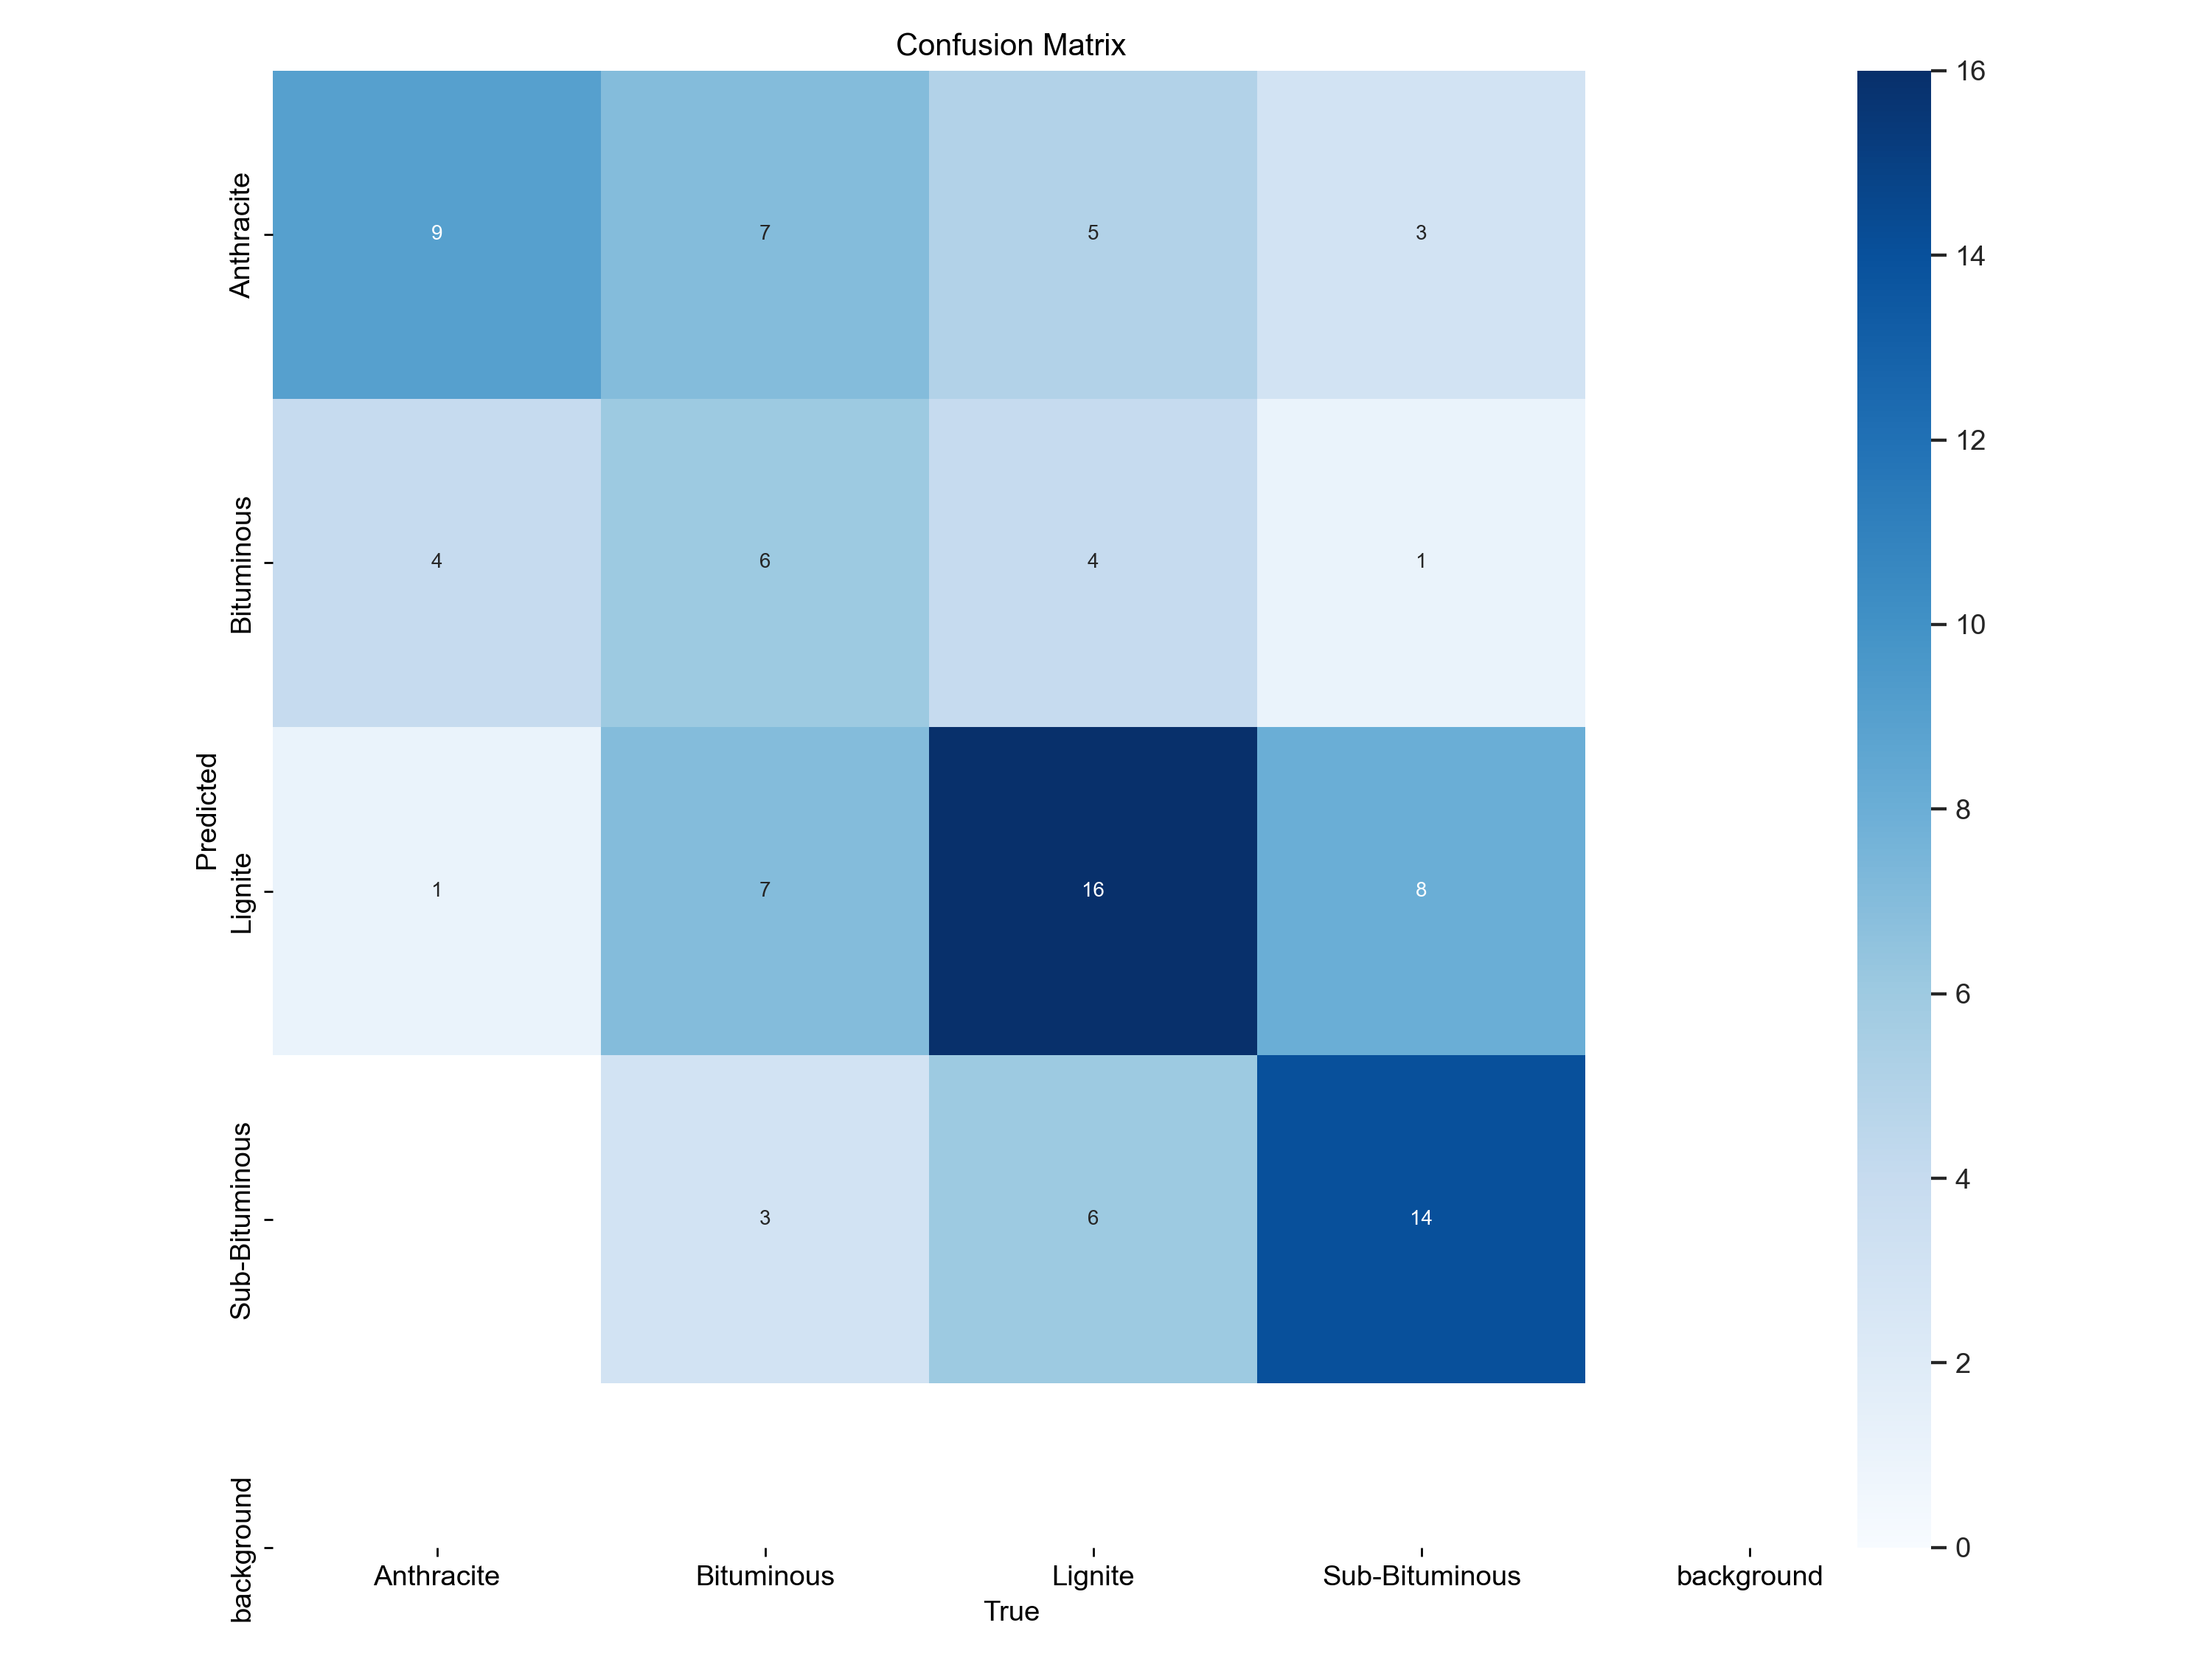 Confusion Matrix
Anthracite
9 7 5 3
Bituminous
4 6 4 1
Predicted
Lignite
1 7 16 8
Sub-Bituminous
3 6 14
background
Anthracite Bituminous Lignite Sub-Bituminous background
True
16
14
12
10
8
6
4
2
0